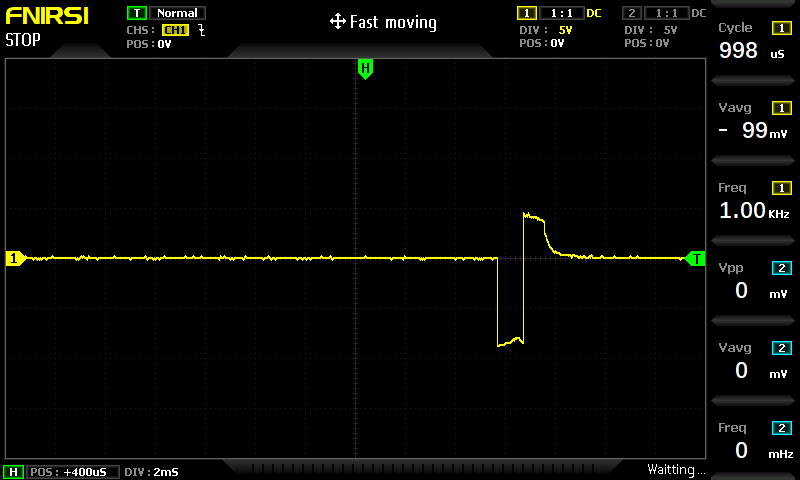 FNIRSI
STOP
T Normal
CHS: CH1
POS: 0V
Fast moving
1 1:1 DC
DIV: 5V
POS: 0V
2 1:1 DC
DIV: 5V
POS: 0V
H
1
T
Cycle 1
998 uS
Vavg 1
- 99 mV
Freq 1
1.00 KHz
Vpp 2
0 mV
Vavg 2
0 mV
Freq 2
0 mHz
H POS: +400uS DIV: 2mS
Waitting...